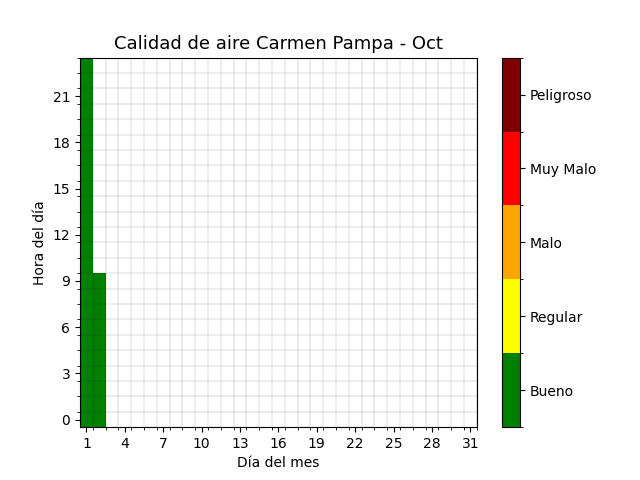 Calidad de aire Carmen Pampa - Oct
21
18
15
12
9
6
3
0
Hora del día
1 4 7 10 13 16 19 22 25 28 31
Día del mes
Peligroso
Muy Malo
Malo
Regular
Bueno